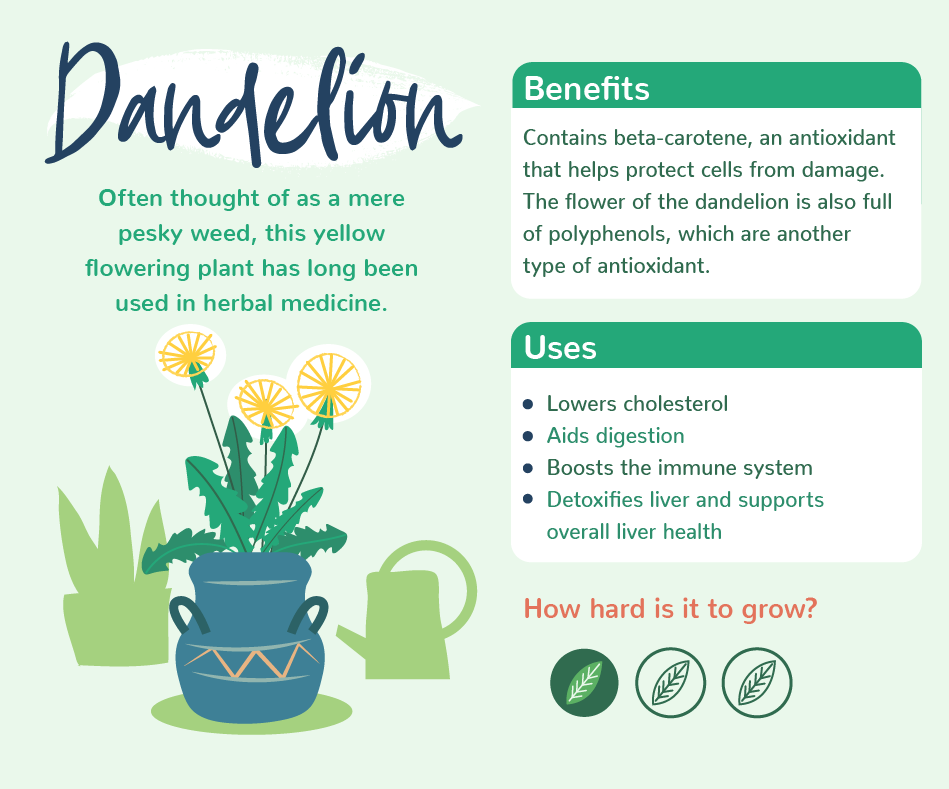 Dandelion
Often thought of as a mere
pesky weed, this yellow
flowering plant has long been
used in herbal medicine.
Benefits
Contains beta-carotene, an antioxidant
that helps protect cells from damage.
The flower of the dandelion is also full
of polyphenols, which are another
type of antioxidant.
Uses
Lowers cholesterol
Aids digestion
Boosts the immune system
Detoxifies liver and supports
overall liver health
How hard is it to grow?